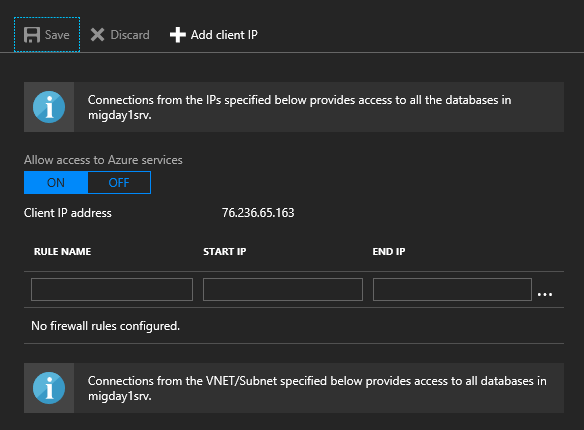 Save Discard Add client IP
Connections from the IPs specified below provides access to all the databases in
migday1srv.
Allow access to Azure services
ON OFF
Client IP address 76.236.65.163
RULE NAME START IP END IP
...
No firewall rules configured.
Connections from the VNET/Subnet specified below provides access to all databases in
migday1srv.